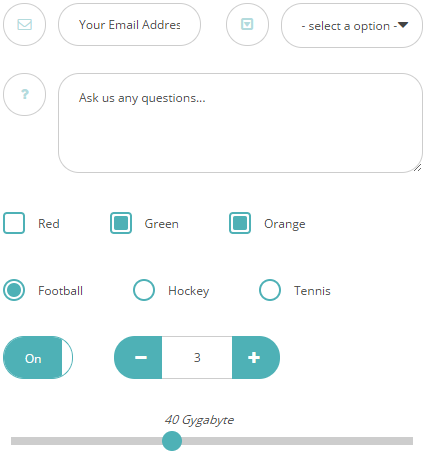 Your Email Addres
- select a option -
?
Ask us any questions...
Red Green Orange
Football Hockey Tennis
On − 3 +
40 Gygabyte